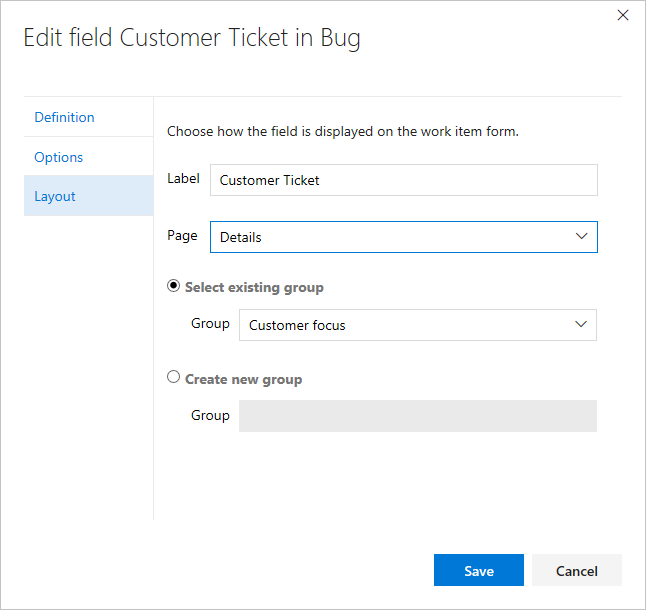 Edit field Customer Ticket in Bug
Definition
Options
Layout
Choose how the field is displayed on the work item form.
Label Customer Ticket
Page Details
Select existing group
Group Customer focus
Create new group
Group
Save Cancel